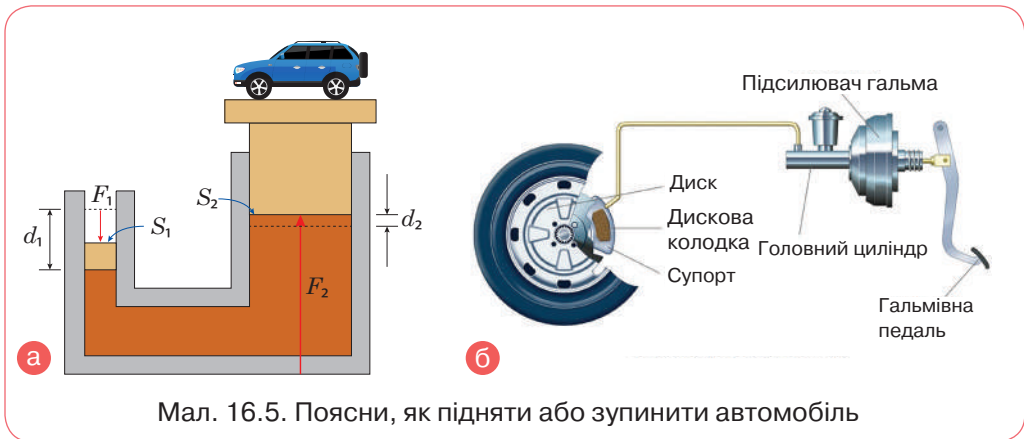 F₁
d₁
S₁
S₂
d₂
F₂
а
Підсилювач гальма
Диск
Дискова
колодка
Головний циліндр
Супорт
Гальмівна
педаль
б
Мал. 16.5. Поясни, як підняти або зупинити автомобіль